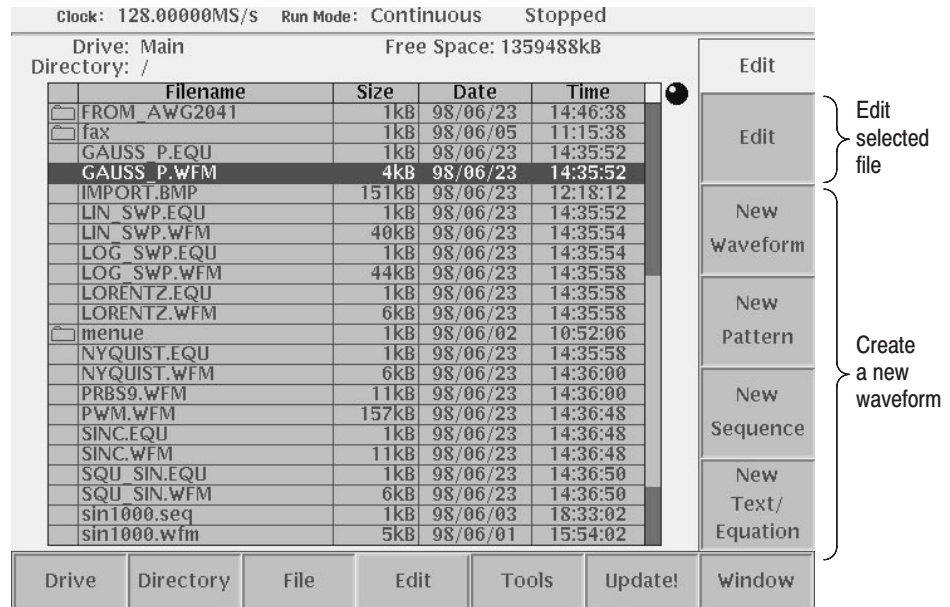 Clock: 128.00000MS/s Run Mode: Continuous Stopped
Drive: Main Free Space: 1359488kB
Directory: /
Filename Size Date Time
FROM_AWG2041 1kB 98/06/23 14:46:38
fax 1kB 98/06/05 11:15:38
GAUSS_P.EQU 1kB 98/06/23 14:35:52
GAUSS_P.WFM 4kB 98/06/23 14:35:52
IMPORT.BMP 151kB 98/06/23 12:18:12
LIN_SWP.EQU 1kB 98/06/23 14:35:52
LIN_SWP.WFM 40kB 98/06/23 14:35:54
LOG_SWP.EQU 1kB 98/06/23 14:35:54
LOG_SWP.WFM 44kB 98/06/23 14:35:58
LORENTZ.EQU 1kB 98/06/23 14:35:58
LORENTZ.WFM 6kB 98/06/23 14:35:58
menue 1kB 98/06/02 10:52:06
NYQUIST.EQU 1kB 98/06/23 14:35:58
NYQUIST.WFM 6kB 98/06/23 14:36:00
PRBS9.WFM 11kB 98/06/23 14:36:00
PWM.WFM 157kB 98/06/23 14:36:48
SINC.EQU 1kB 98/06/23 14:36:48
SINC.WFM 11kB 98/06/23 14:36:48
SQU_SIN.EQU 1kB 98/06/23 14:36:50
SQU_SIN.WFM 6kB 98/06/23 14:36:50
sin1000.seq 1kB 98/06/03 18:33:02
sin1000.wfm 5kB 98/06/01 15:54:02
Edit
Edit
New
Waveform
New
Pattern
New
Sequence
New
Text/
Equation
Edit
selected
file
Create
a new
waveform
Drive Directory File Edit Tools Update! Window